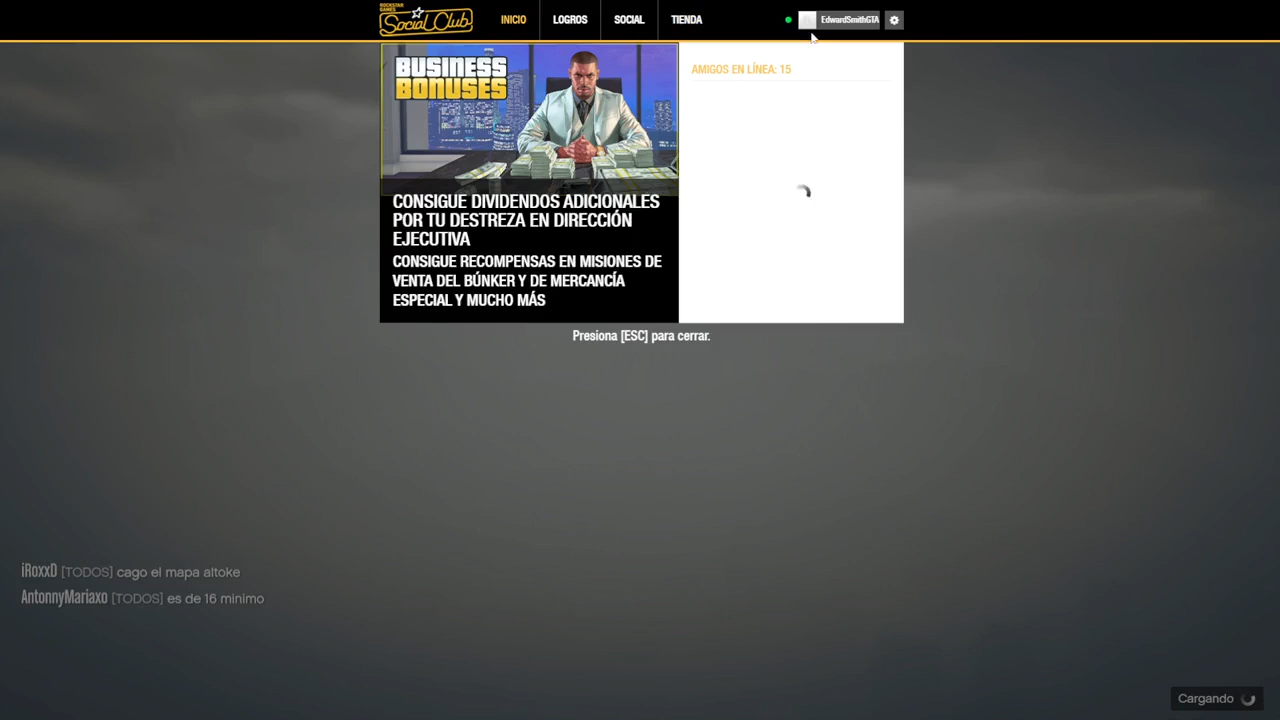 ROCKSTAR
GAMES
Social Club
INICIO
LOGROS
SOCIAL
TIENDA
EdwardSmithGTA
BUSINESS
BONUSES
AMIGOS EN LÍNEA: 15
CONSIGUE DIVIDENDOS ADICIONALES
POR TU DESTREZA EN DIRECCIÓN
EJECUTIVA
CONSIGUE RECOMPENSAS EN MISIONES DE
VENTA DEL BÚNKER Y DE MERCANCÍA
ESPECIAL Y MUCHO MÁS
Presiona [ESC] para cerrar.
iRoxxD [TODOS] cago el mapa altoke
AntonnyMariaxo [TODOS] es de 16 minimo
Cargando